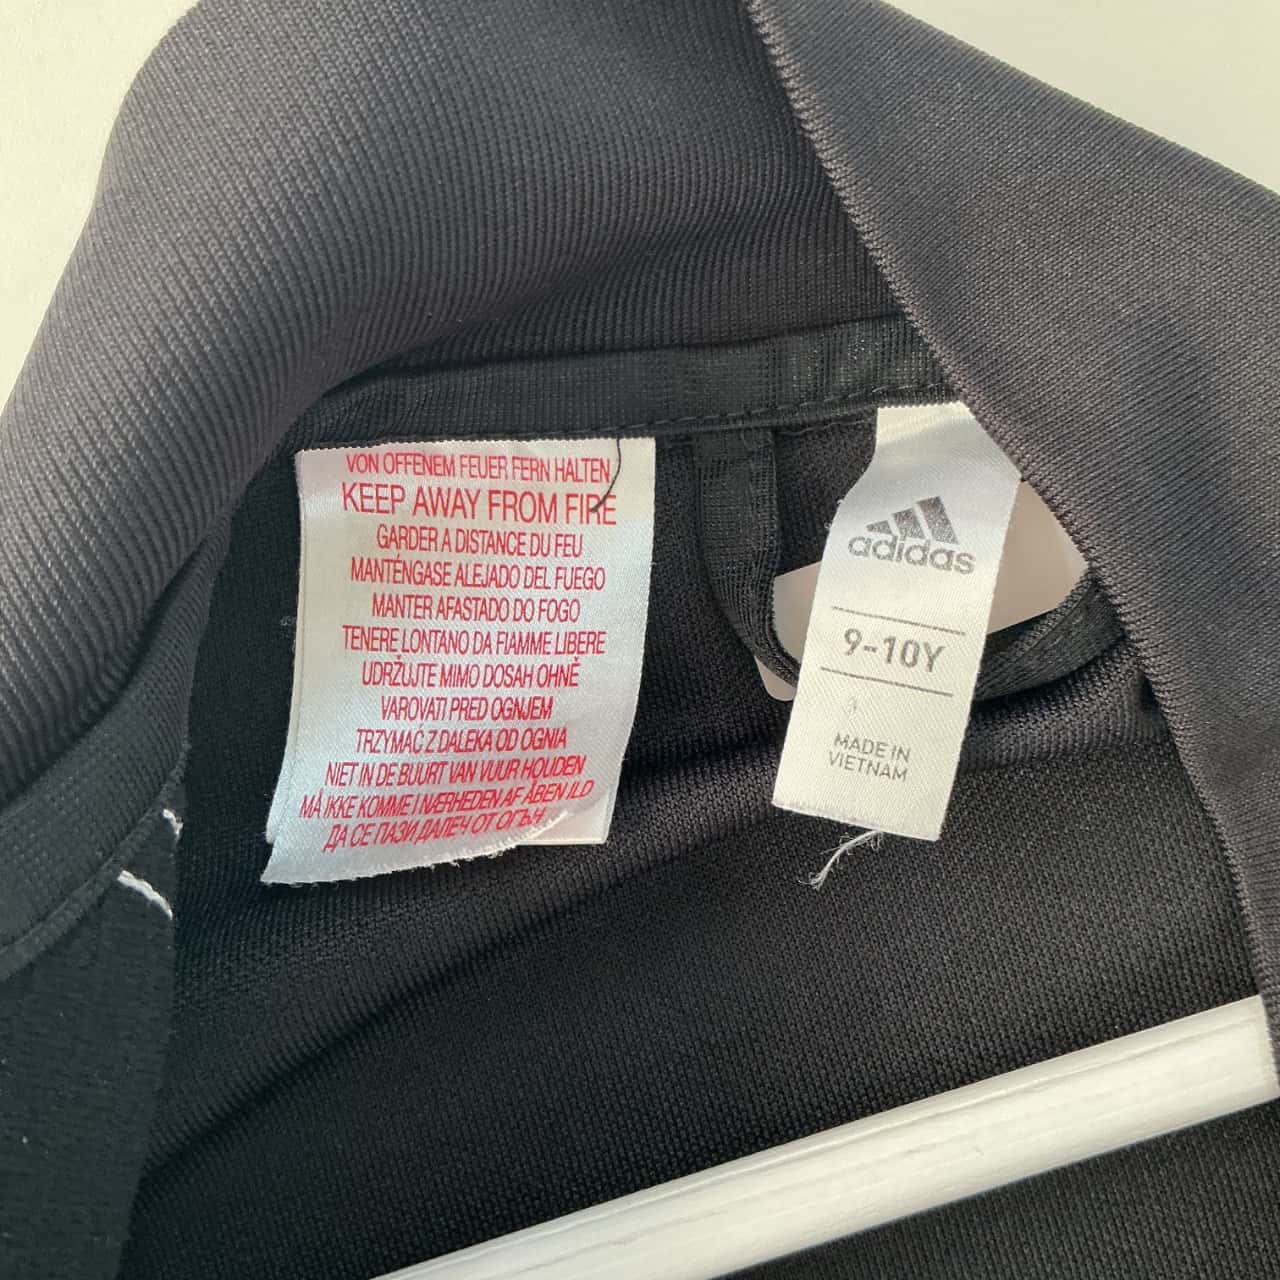 VON OFFENEM FEUER FERN HALTEN
KEEP AWAY FROM FIRE
GARDER A DISTANCE DU FEU
MANTÉNGASE ALEJADO DEL FUEGO
MANTER AFASTADO DO FOGO
TENERE LONTANO DA FIAMME LIBERE
UDRŽUJTE MIMO DOSAH OHNĚ
VAROVATI PRED OGNJEM
TRZYMAĆ Z DALEKA OD OGNIA
NIET IN DE BUURT VAN VUUR HOUDEN
MÅ IKKE KOMME I NÆRHEDEN AF ÅBEN ILD
ДА СЕ ПАЗИ ДАЛЕЧ ОТ ОГЪЧ
adidas
9-10Y
MADE IN
VIETNAM